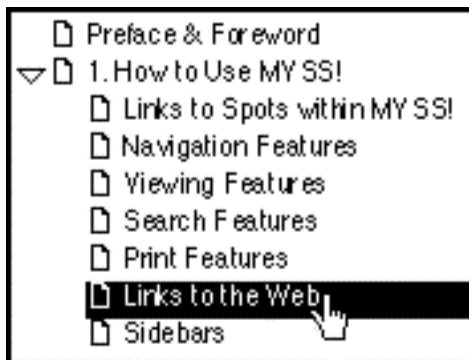 Preface & Foreword
1. How to Use MY SS!
Links to Spots within MY SS!
Navigation Features
Viewing Features
Search Features
Print Features
Links to the Web
Sidebars